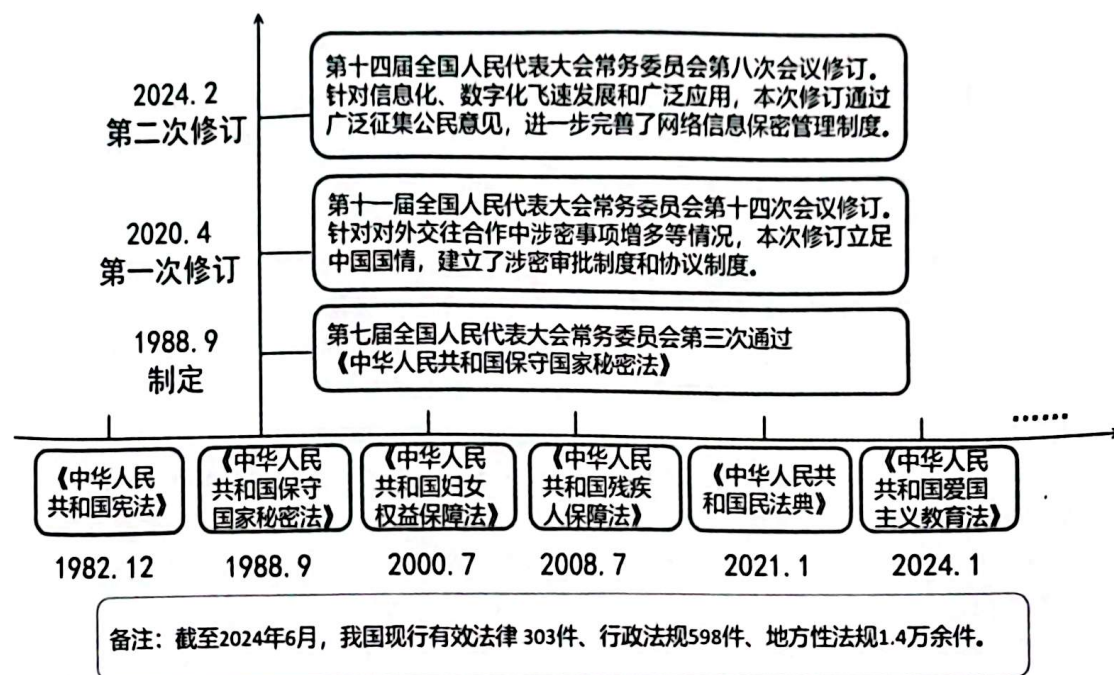 2024.2
第二次修订
第十四届全国人民代表大会常务委员会第八次会议修订。
针对信息化、数字化飞速发展和广泛应用，本次修订通过
广泛征集公民意见，进一步完善了网络信息保密管理制度。
2020.4
第一次修订
第十一届全国人民代表大会常务委员会第十四次会议修订。
针对对外交往合作中涉密事项增多等情况，本次修订立足
中国国情，建立了涉密审批制度和协议制度。
1988.9
制定
第七届全国人民代表大会常务委员会第三次通过
《中华人民共和国保守国家秘密法》
……
《中华人民
共和国宪法》
1982.12
《中华人民
共和国保守
国家秘密法》
1988.9
《中华人民
共和国妇女
权益保障法》
2000.7
《中华人民
共和国残疾
人保障法》
2008.7
《中华人民共
和国民法典》
2021.1
《中华人民
共和国爱国
主义教育法》
2024.1
备注：截至2024年6月，我国现行有效法律 303件、行政法规598件、地方性法规1.4万余件。